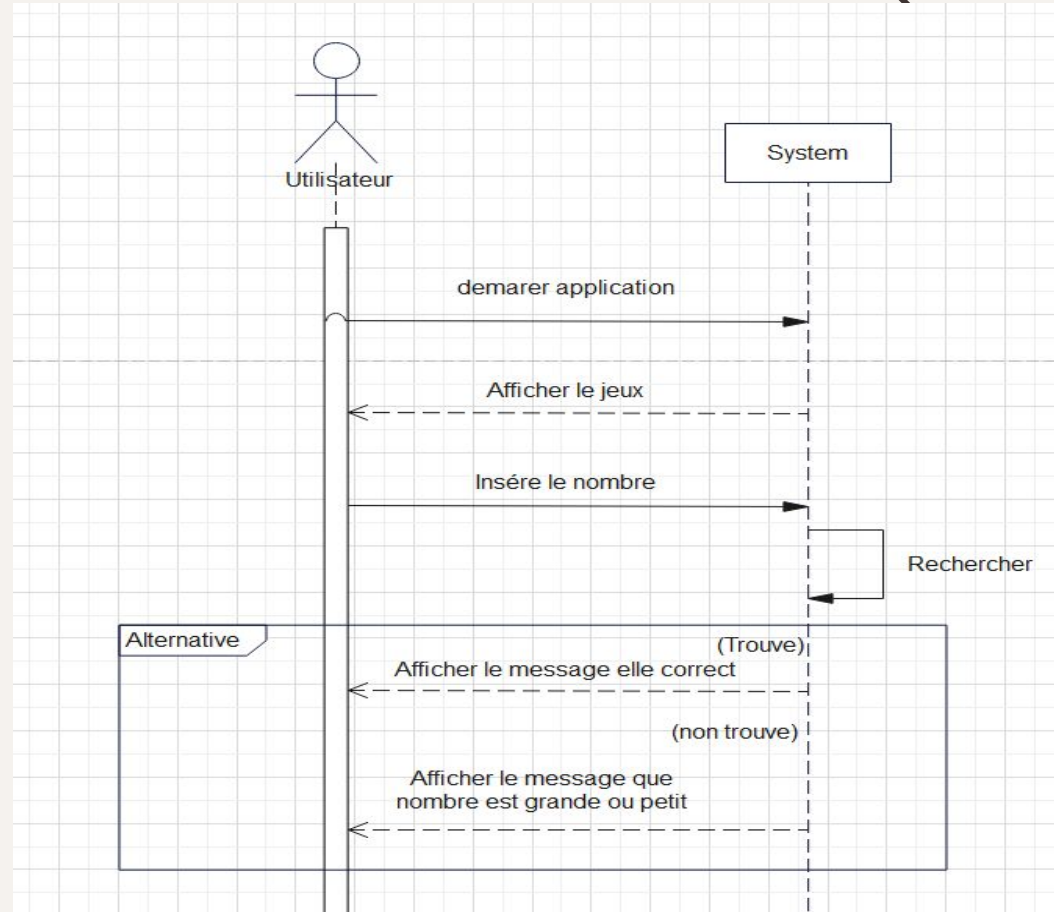 Utilisateur
System
demarer application
Afficher le jeux
Insére le nombre
Rechercher
Alternative
(Trouve)
Afficher le message elle correct
(non trouve)
Afficher le message que
nombre est grande ou petit